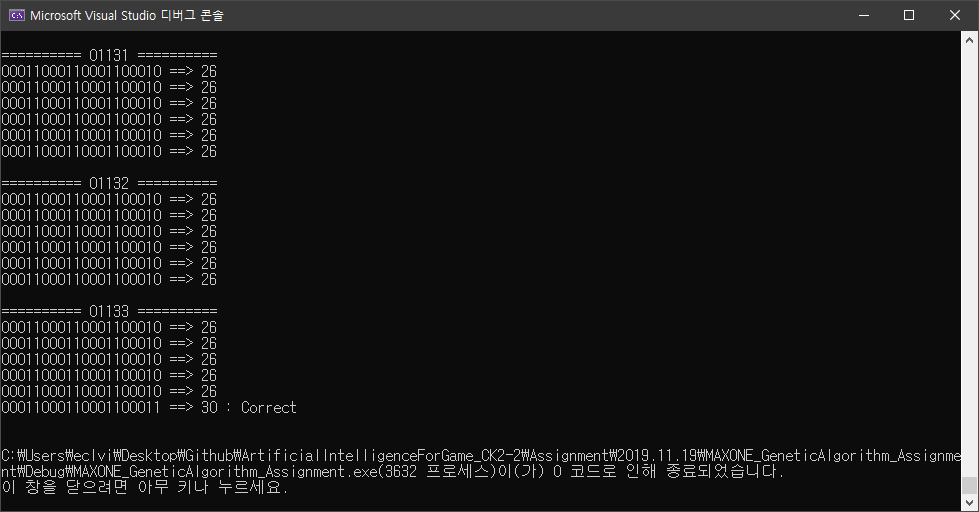 Microsoft Visual Studio 디버그 콘솔
========== 01131 ==========
00011000110001100010 ==> 26
00011000110001100010 ==> 26
00011000110001100010 ==> 26
00011000110001100010 ==> 26
00011000110001100010 ==> 26
00011000110001100010 ==> 26
========== 01132 ==========
00011000110001100010 ==> 26
00011000110001100010 ==> 26
00011000110001100010 ==> 26
00011000110001100010 ==> 26
00011000110001100010 ==> 26
00011000110001100010 ==> 26
========== 01133 ==========
00011000110001100010 ==> 26
00011000110001100010 ==> 26
00011000110001100010 ==> 26
00011000110001100010 ==> 26
00011000110001100010 ==> 26
00011000110001100011 ==> 30 : Correct
C:₩Users₩eclvi₩Desktop₩Github₩ArtificialIntelligenceForGame_CK2-2₩Assignment₩2019.11.19₩MAXONE_GeneticAlgorithm_Assignme
nt₩Debug₩MAXONE_GeneticAlgorithm_Assignment.exe(3632 프로세스)이(가) 0 코드로 인해 종료되었습니다.
이 창을 닫으려면 아무 키나 누르세요.